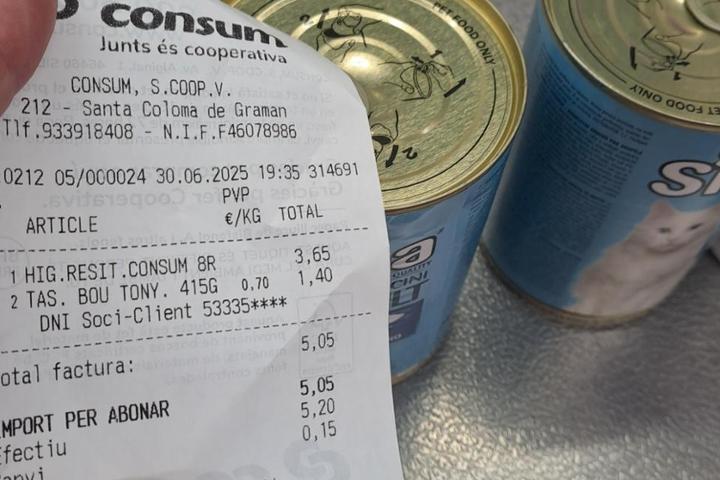 consum
Junts és cooperativa
CONSUM, S.COOP.V.
212 - Santa Coloma de Graman
Tlf.933918408 - N.I.F.F46078986
0212 05/000024 30.06.2025 19:35 314691
PVP
ARTICLE €/KG TOTAL
1 HIG.RESIT.CONSUM 8R 3,65
2 TAS. BOU TONY. 415G 0,70 1,40
DNI Soci-Client 53335****
otal factura: 5,05
IMPORT PER ABONAR 5,05
Efectiu 5,20
0,15
PET FOOD ONLY
PET FOOD ONLY
QUALITY